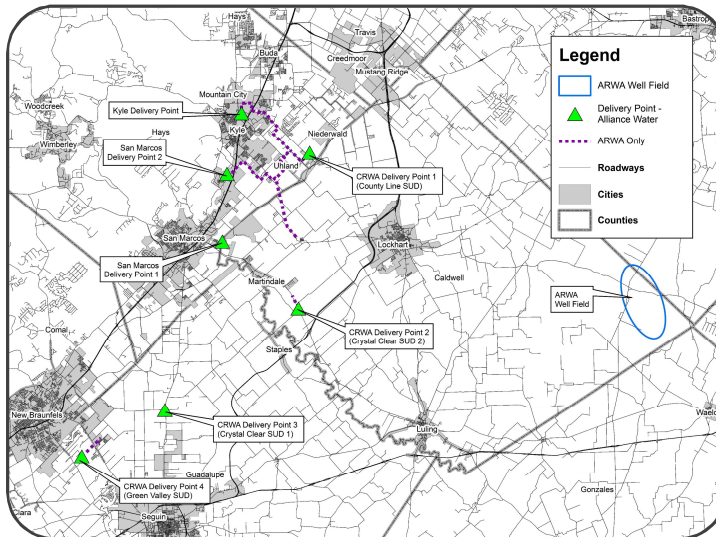 Hays
Travis
Bastrop
Buda
Creedmoor
Mustang Ridge
Mountain City
Woodcreek
Kyle Delivery Point
Kyle
Hays
Niederwald
Wimberley
San Marcos
Delivery Point 2
Uhland
CRWA Delivery Point 1
(County Line SUD)
San Marcos
Lockhart
San Marcos
Delivery Point 1
Martindale
Caldwell
ARWA
Well Field
Comal
CRWA Delivery Point 2
(Crystal Clear SUD 2)
Staples
New Braunfels
CRWA Delivery Point 3
(Crystal Clear SUD 1)
Luling
Waeld
CRWA Delivery Point 4
(Green Valley SUD)
Guadalupe
Gonzales
Clara
Seguin
Legend
ARWA Well Field
Delivery Point -
Alliance Water
ARWA Only
Roadways
Cities
Counties